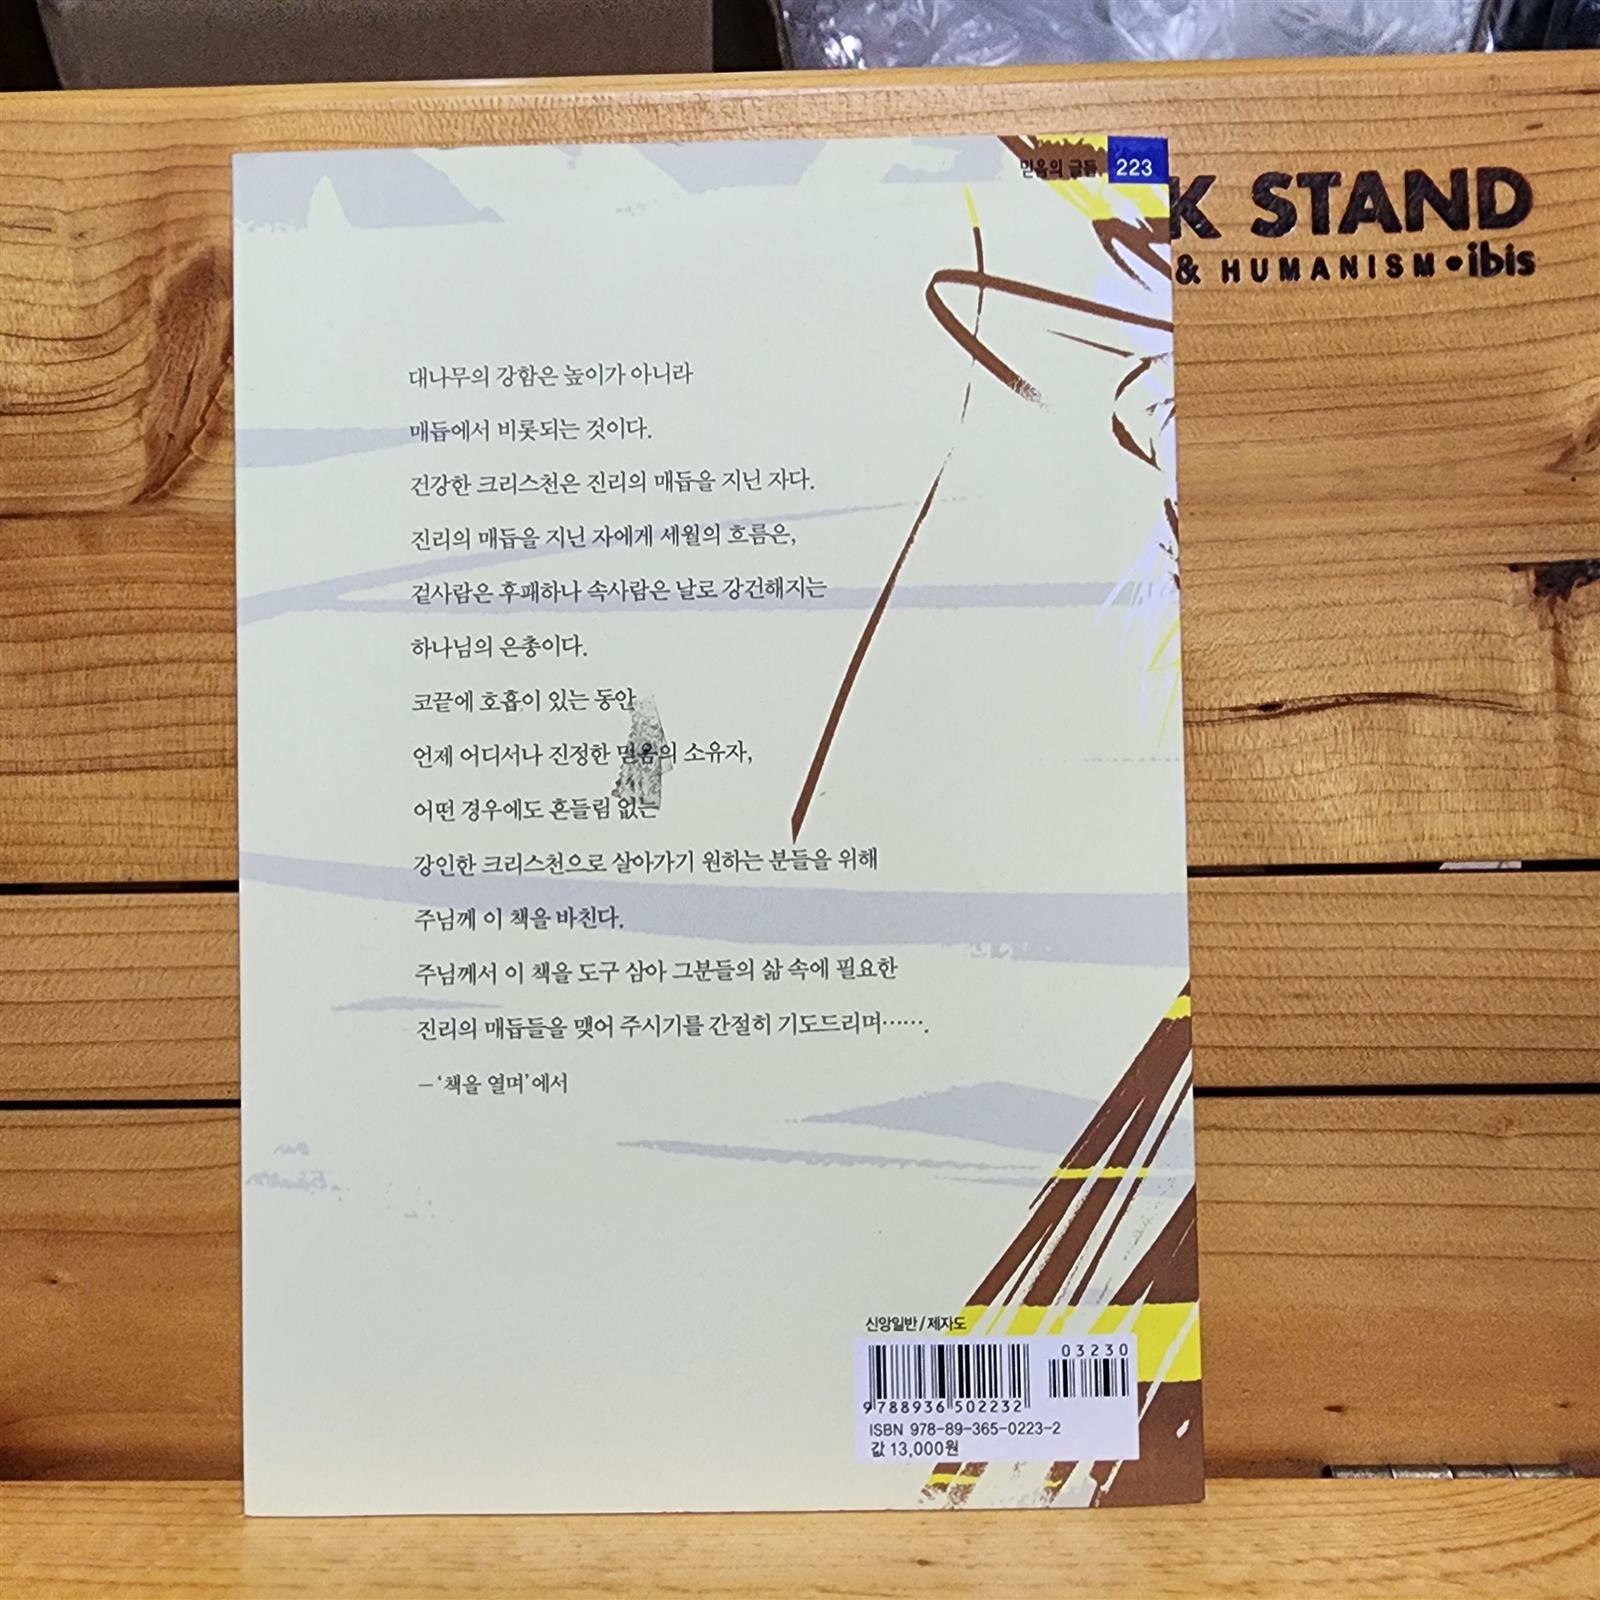 믿음의 글들 223
K STAND
& HUMANISM • ibis
대나무의 강함은 높이가 아니라
매듭에서 비롯되는 것이다.
건강한 크리스천은 진리의 매듭을 지닌 자다.
진리의 매듭을 지닌 자에게 세월의 흐름은,
겉사람은 후패하나 속사람은 날로 강건해지는
하나님의 은총이다.
코끝에 호흡이 있는 동안
언제 어디서나 진정한 믿음의 소유자,
어떤 경우에도 흔들림 없는
강인한 크리스천으로 살아가기 원하는 분들을 위해
주님께 이 책을 바친다.
주님께서 이 책을 도구 삼아 그분들의 삶 속에 필요한
진리의 매듭들을 맺어 주시기를 간절히 기도드리며…….
–‘책을 열며’에서
신앙일반/제자도
03230
9788936502232
ISBN 978-89-365-0223-2
값 13,000원